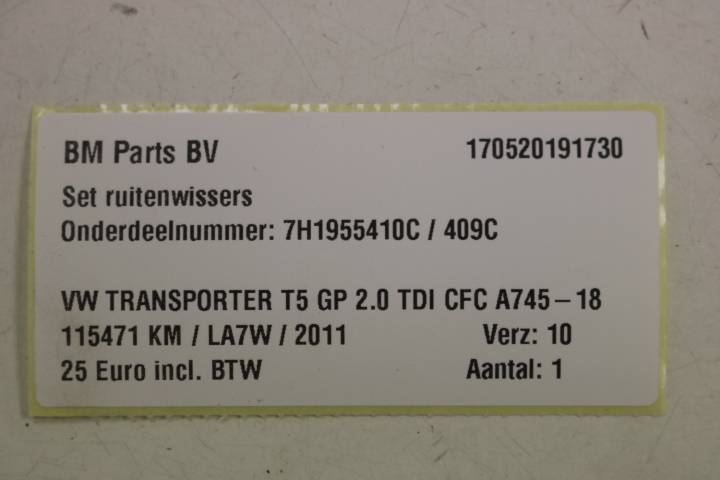 BM Parts BV 170520191730
Set ruitenwissers
Onderdeelnummer: 7H1955410C / 409C
VW TRANSPORTER T5 GP 2.0 TDI CFC A745-18
115471 KM / LA7W / 2011 Verz: 10
25 Euro incl. BTW Aantal: 1